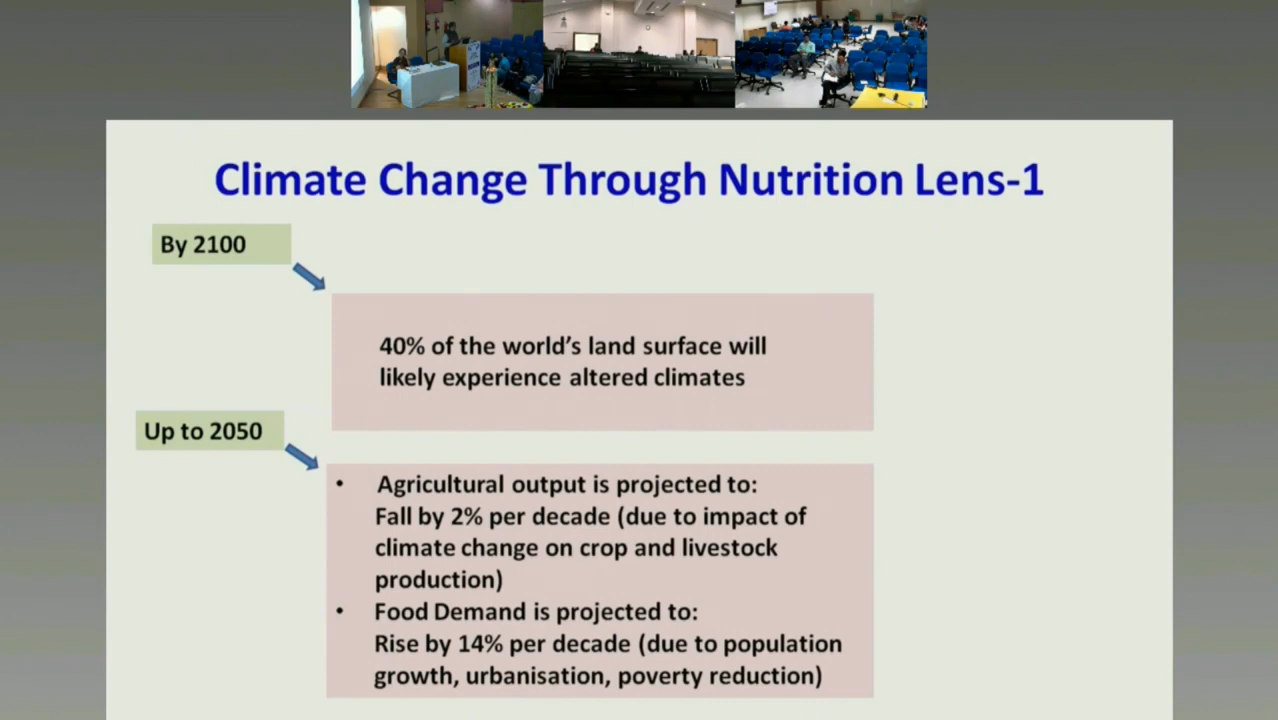 Climate Change Through Nutrition Lens-1
By 2100
40% of the world's land surface will
likely experience altered climates
Up to 2050
• Agricultural output is projected to:
Fall by 2% per decade (due to impact of
climate change on crop and livestock
production)
• Food Demand is projected to:
Rise by 14% per decade (due to population
growth, urbanisation, poverty reduction)